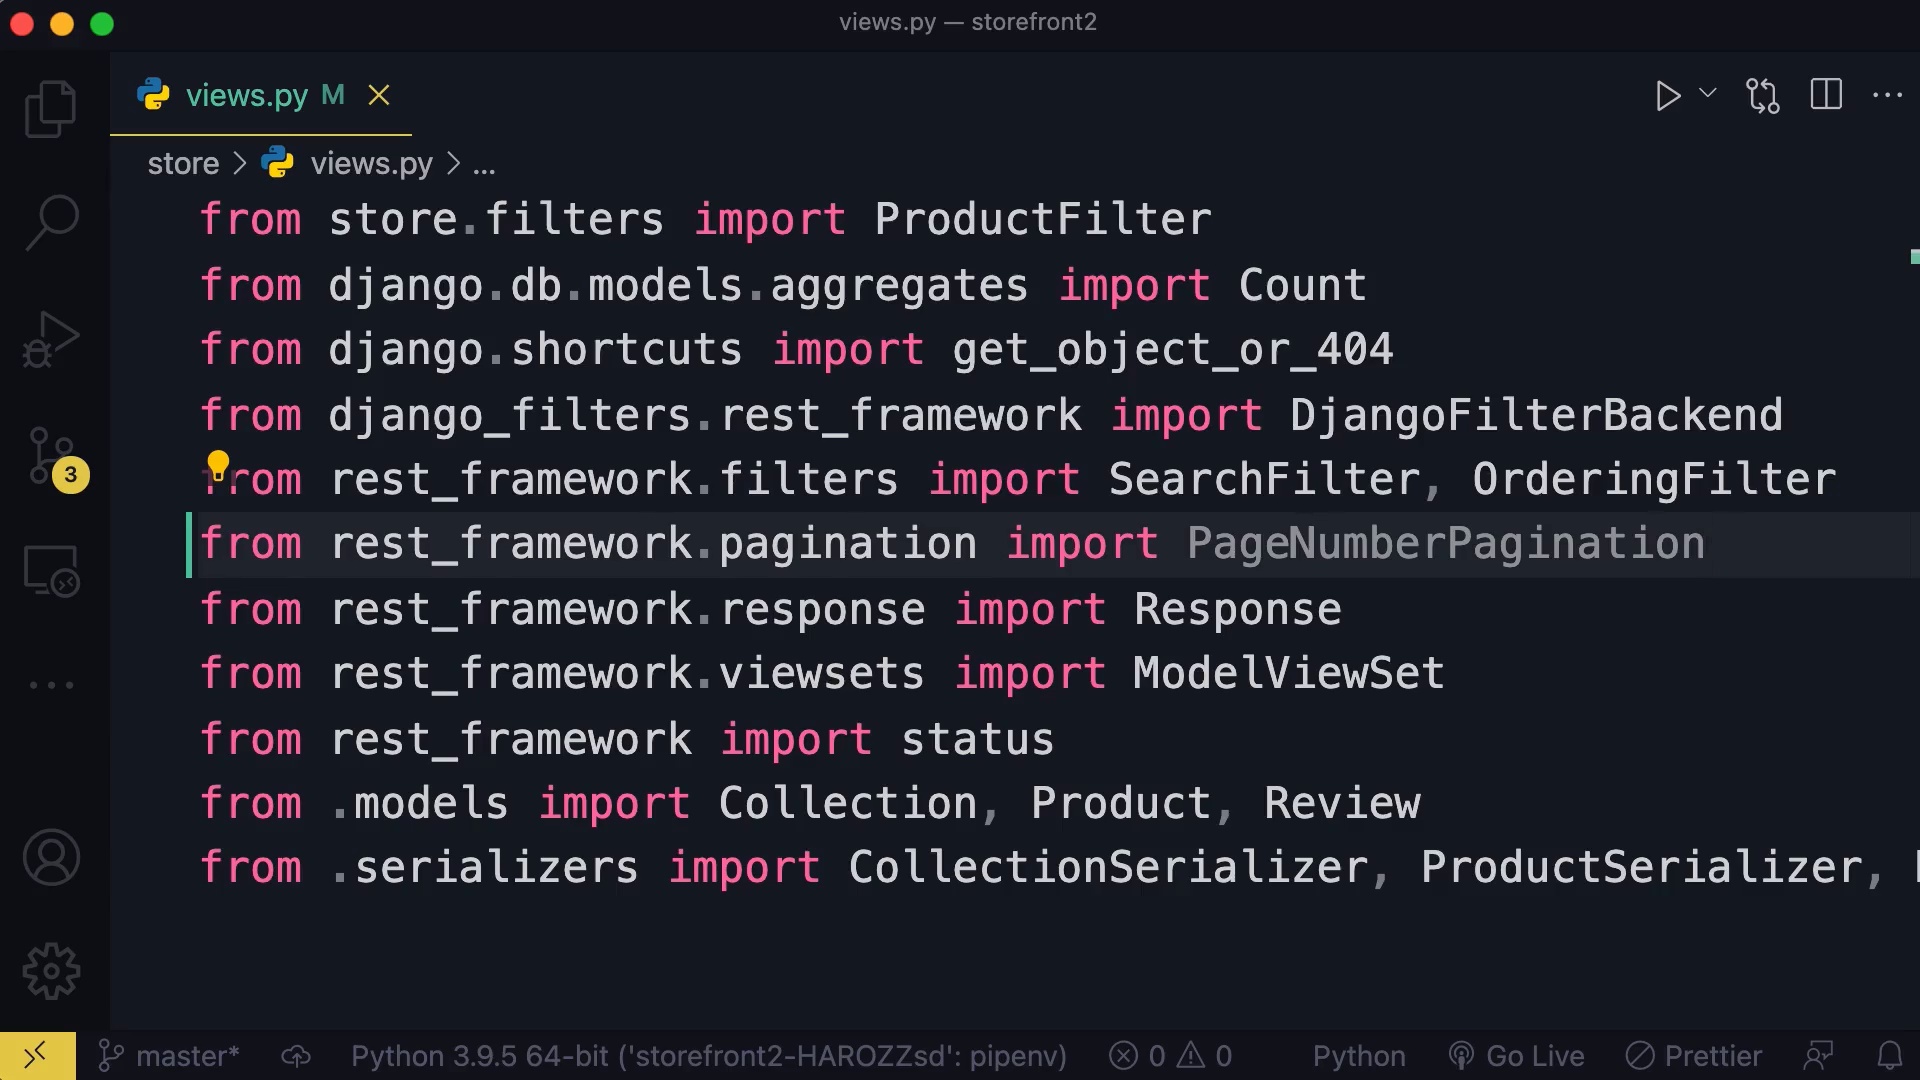 views.py — storefront2
views.py M
store > views.py > ...
from store.filters import ProductFilter
from django.db.models.aggregates import Count
from django.shortcuts import get_object_or_404
from django_filters.rest_framework import DjangoFilterBackend
from rest_framework.filters import SearchFilter, OrderingFilter
from rest_framework.pagination import PageNumberPagination
from rest_framework.response import Response
from rest_framework.viewsets import ModelViewSet
from rest_framework import status
from .models import Collection, Product, Review
from .serializers import CollectionSerializer, ProductSerializer,
3
master* Python 3.9.5 64-bit ('storefront2-HAROZZsd': pipenv) 0 0 Python Go Live Prettier